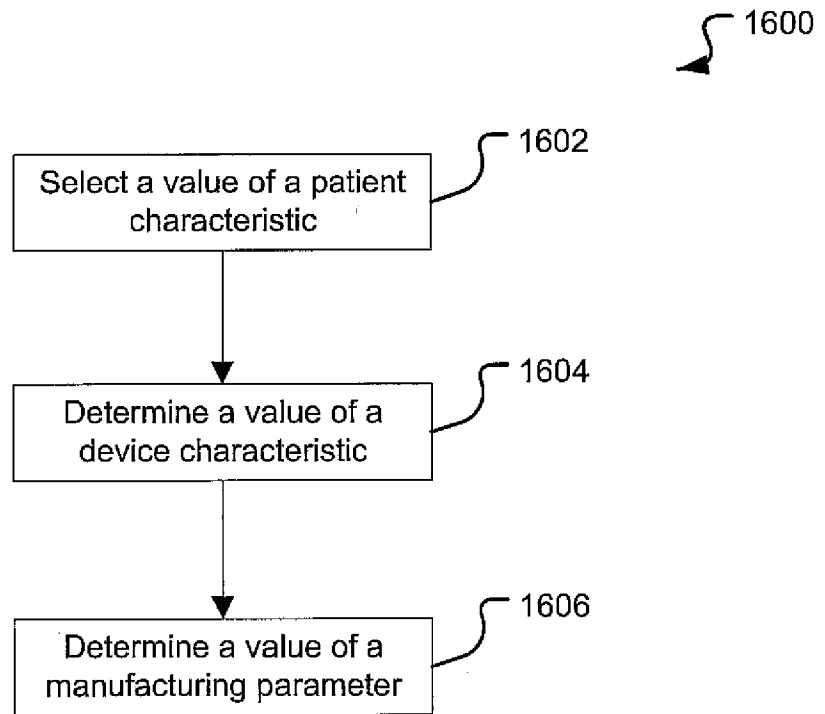 1600
1602
Select a value of a patient
characteristic
1604
Determine a value of a
device characteristic
1606
Determine a value of a
manufacturing parameter